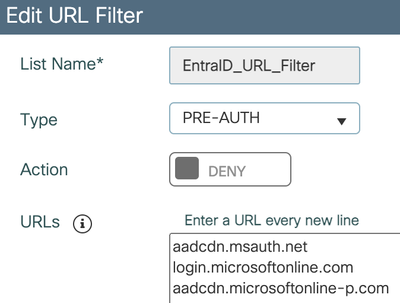 Edit URL Filter
List Name* EntraID_URL_Filter
Type PRE-AUTH
Action DENY
URLs i Enter a URL every new line
aadcdn.msauth.net
login.microsoftonline.com
aadcdn.microsoftonline-p.com